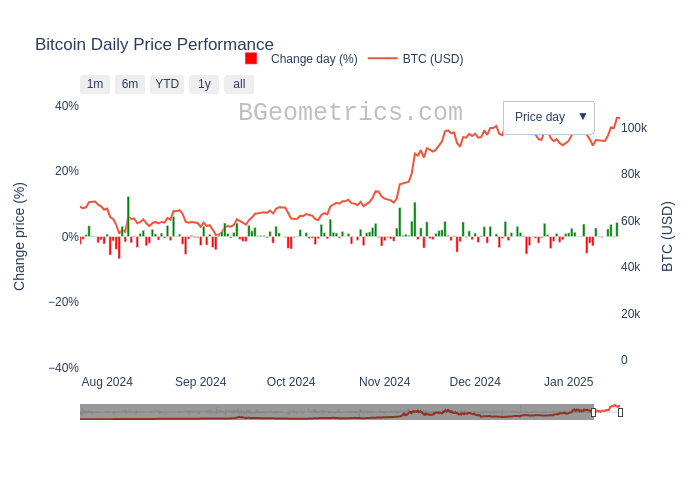 Bitcoin Daily Price Performance
Change day (%)
BTC (USD)
1m
6m
YTD
1y
all
BGeometrics.com
Price day ▼
40%
20%
0%
−20%
−40%
Change price (%)
100k
80k
60k
40k
20k
0
BTC (USD)
Aug 2024
Sep 2024
Oct 2024
Nov 2024
Dec 2024
Jan 2025